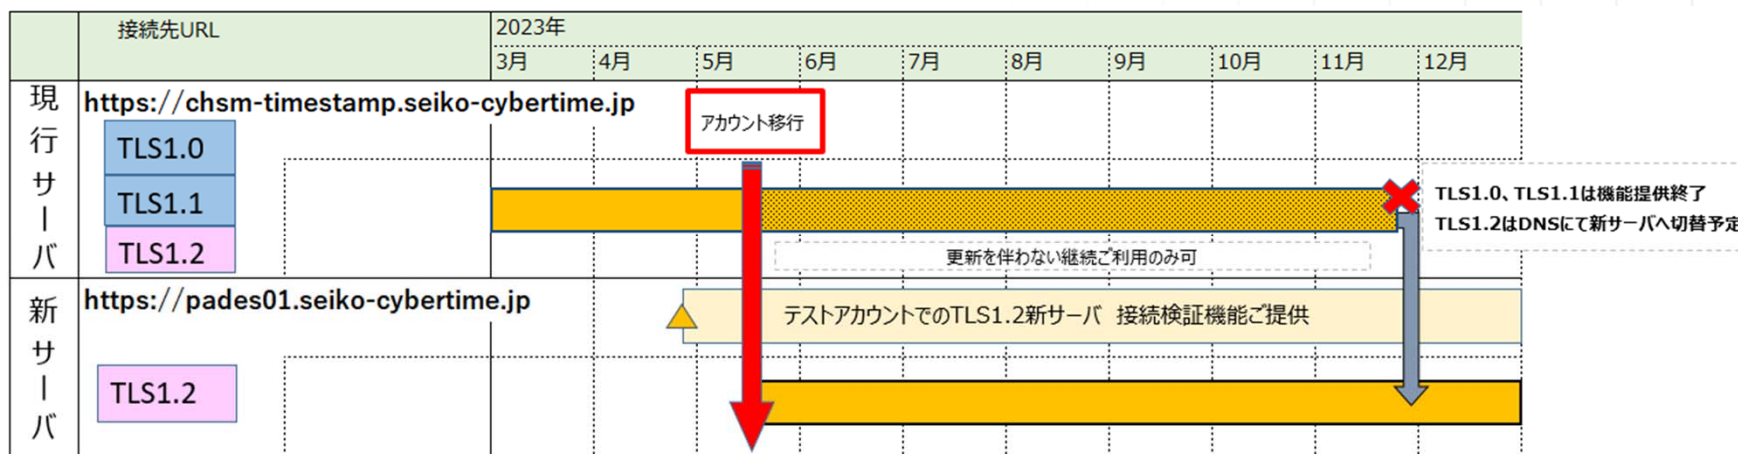 接続先URL
2023年
3月 4月 5月 6月 7月 8月 9月 10月 11月 12月
現行サーバ
https://chsm-timestamp.seiko-cybertime.jp
TLS1.0
TLS1.1
TLS1.2
アカウント移行
TLS1.0、TLS1.1は機能提供終了
TLS1.2はDNSにて新サーバへ切替予定
更新を伴わない継続ご利用のみ可
新サーバ
https://pades01.seiko-cybertime.jp
テストアカウントでのTLS1.2新サーバ 接続検証機能ご提供
TLS1.2